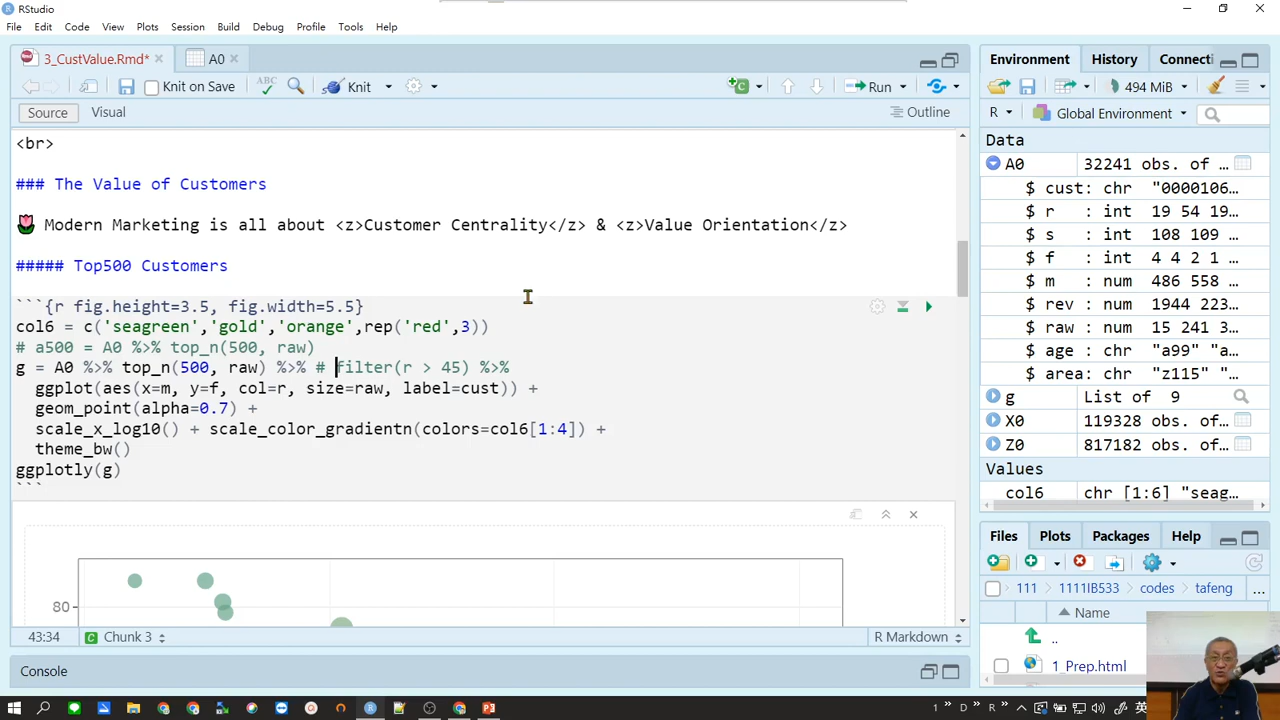 RStudio
File Edit Code View Plots Session Build Debug Profile Tools Help
3_CustValue.Rmd* A0
Knit on Save ABC Knit Run
Source Visual Outline
<br>
### The Value of Customers
Modern Marketing is all about <z>Customer Centrality</z> & <z>Value Orientation</z>
##### Top500 Customers
```{r fig.height=3.5, fig.width=5.5}
col6 = c('seagreen','gold','orange',rep('red',3))
# a500 = A0 %>% top_n(500, raw)
g = A0 %>% top_n(500, raw) %>% # filter(r > 45) %>%
ggplot(aes(x=m, y=f, col=r, size=raw, label=cust)) +
geom_point(alpha=0.7) +
scale_x_log10() + scale_color_gradientn(colors=col6[1:4]) +
theme_bw()
ggplotly(g)
```
80
43:34 Chunk 3 R Markdown
Console
Environment History Connecti
494 MiB
R Global Environment
Data
A0 32241 obs. of …
$ cust: chr "0000106…
$ r : int 19 54 19…
$ s : int 108 109 …
$ f : int 4 4 2 1 …
$ m : num 486 558 …
$ rev : num 1944 223…
$ raw : num 15 241 3…
$ age : chr "a99" "a…
$ area: chr "z115" "…
g List of 9
X0 119328 obs. of…
Z0 817182 obs. of…
Values
col6 chr [1:6] "seag…
Files Plots Packages Help
111 1111IB533 codes tafeng ...
Name
..
1_Prep.html
1 D R 英